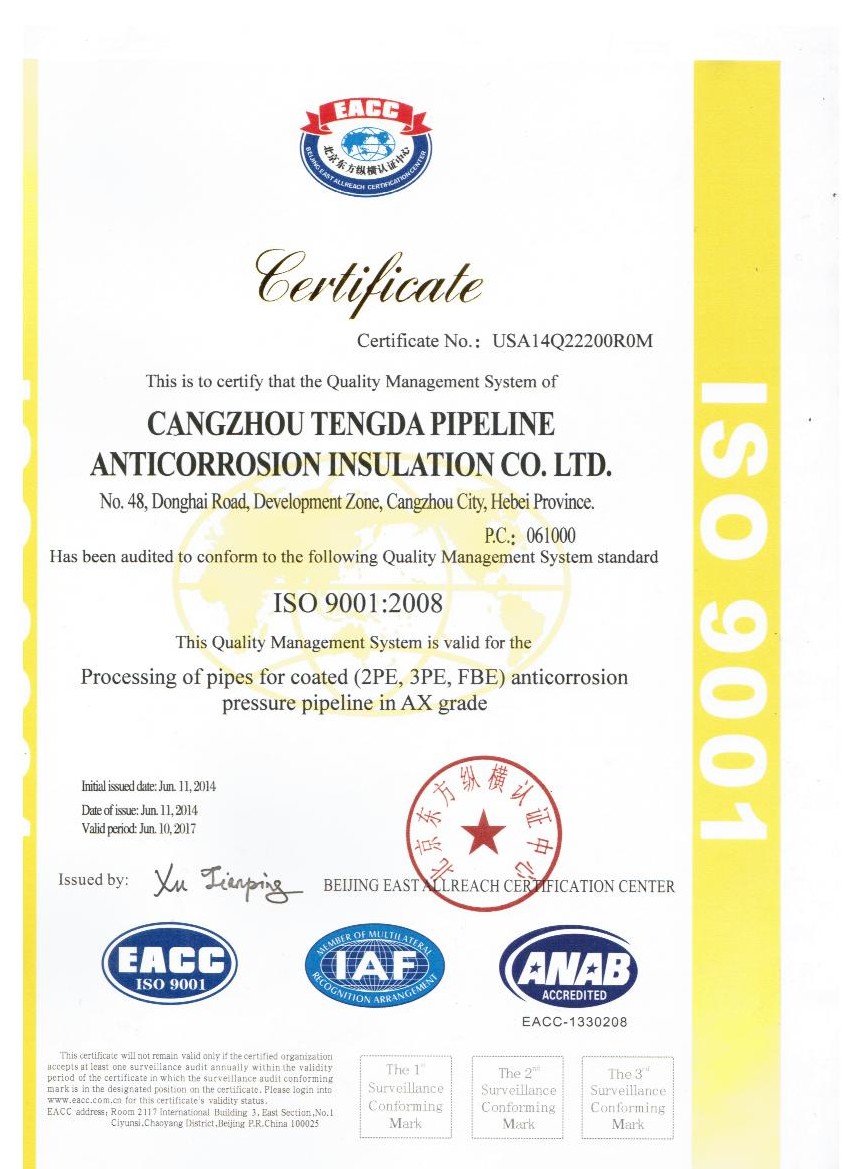 EACC
北京东方纵横认证中心
BEIJING EAST ALLREACH CERTIFICATION CENTER
Certificate
Certificate No.: USA14Q22200R0M
This is to certify that the Quality Management System of
CANGZHOU TENGDA PIPELINE
ANTICORROSION INSULATION CO. LTD.
No. 48, Donghai Road, Development Zone, Cangzhou City, Hebei Province.
P.C.: 061000
Has been audited to conform to the following Quality Management System standard
ISO 9001:2008
This Quality Management System is valid for the
Processing of pipes for coated (2PE, 3PE, FBE) anticorrosion
pressure pipeline in AX grade
ISO 9001
Initial issued date: Jun. 11, 2014
Date of issue: Jun. 11, 2014
Valid period: Jun. 10, 2017
北京东方纵横认证中心
Issued by: Xu Tianping BEIJING EAST ALLREACH CERTIFICATION CENTER
EACC
ISO 9001
MEMBER OF MULTILATERAL
IAF
RECOGNITION ARRANGEMENT
ANAB
ACCREDITED
EACC-1330208
This certificate will not remain valid only if the certified organization
accepts at least one surveillance audit annually within the validity
period of the certificate in which the surveillance audit conforming
mark is in the designated position on the certificate. Please login into
www.eacc.com.cn for this certificate's validity status.
EACC address: Room 2117 International Building 3, East Section,No.1
Ciyunsi,Chaoyang District,Beijing P.R.China 100025
The 1st
Surveillance
Conforming
Mark
The 2nd
Surveillance
Conforming
Mark
The 3rd
Surveillance
Conforming
Mark